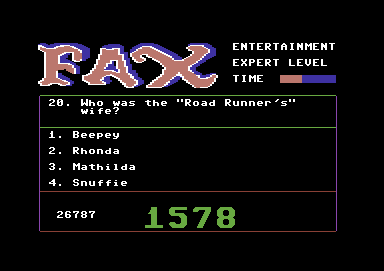 FAX
ENTERTAINMENT
EXPERT LEVEL
TIME
20. Who was the "Road Runner's"
wife?
1. Beepey
2. Rhonda
3. Mathilda
4. Snuffie
26787
1578